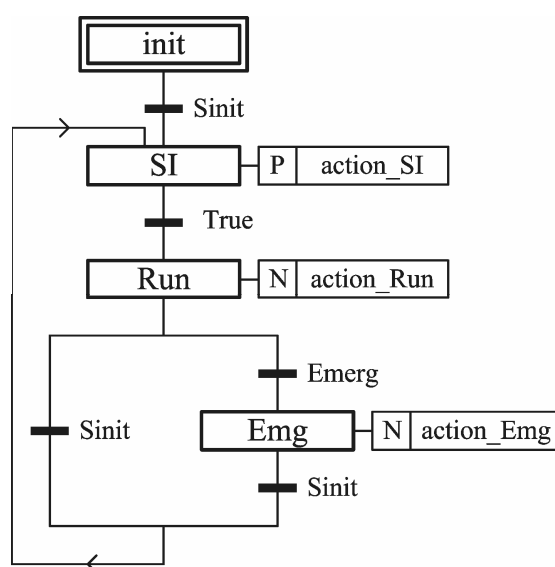 init
Sinit
SI P action_SI
True
Run N action_Run
Emerg
Sinit
Emg N action_Emg
Sinit